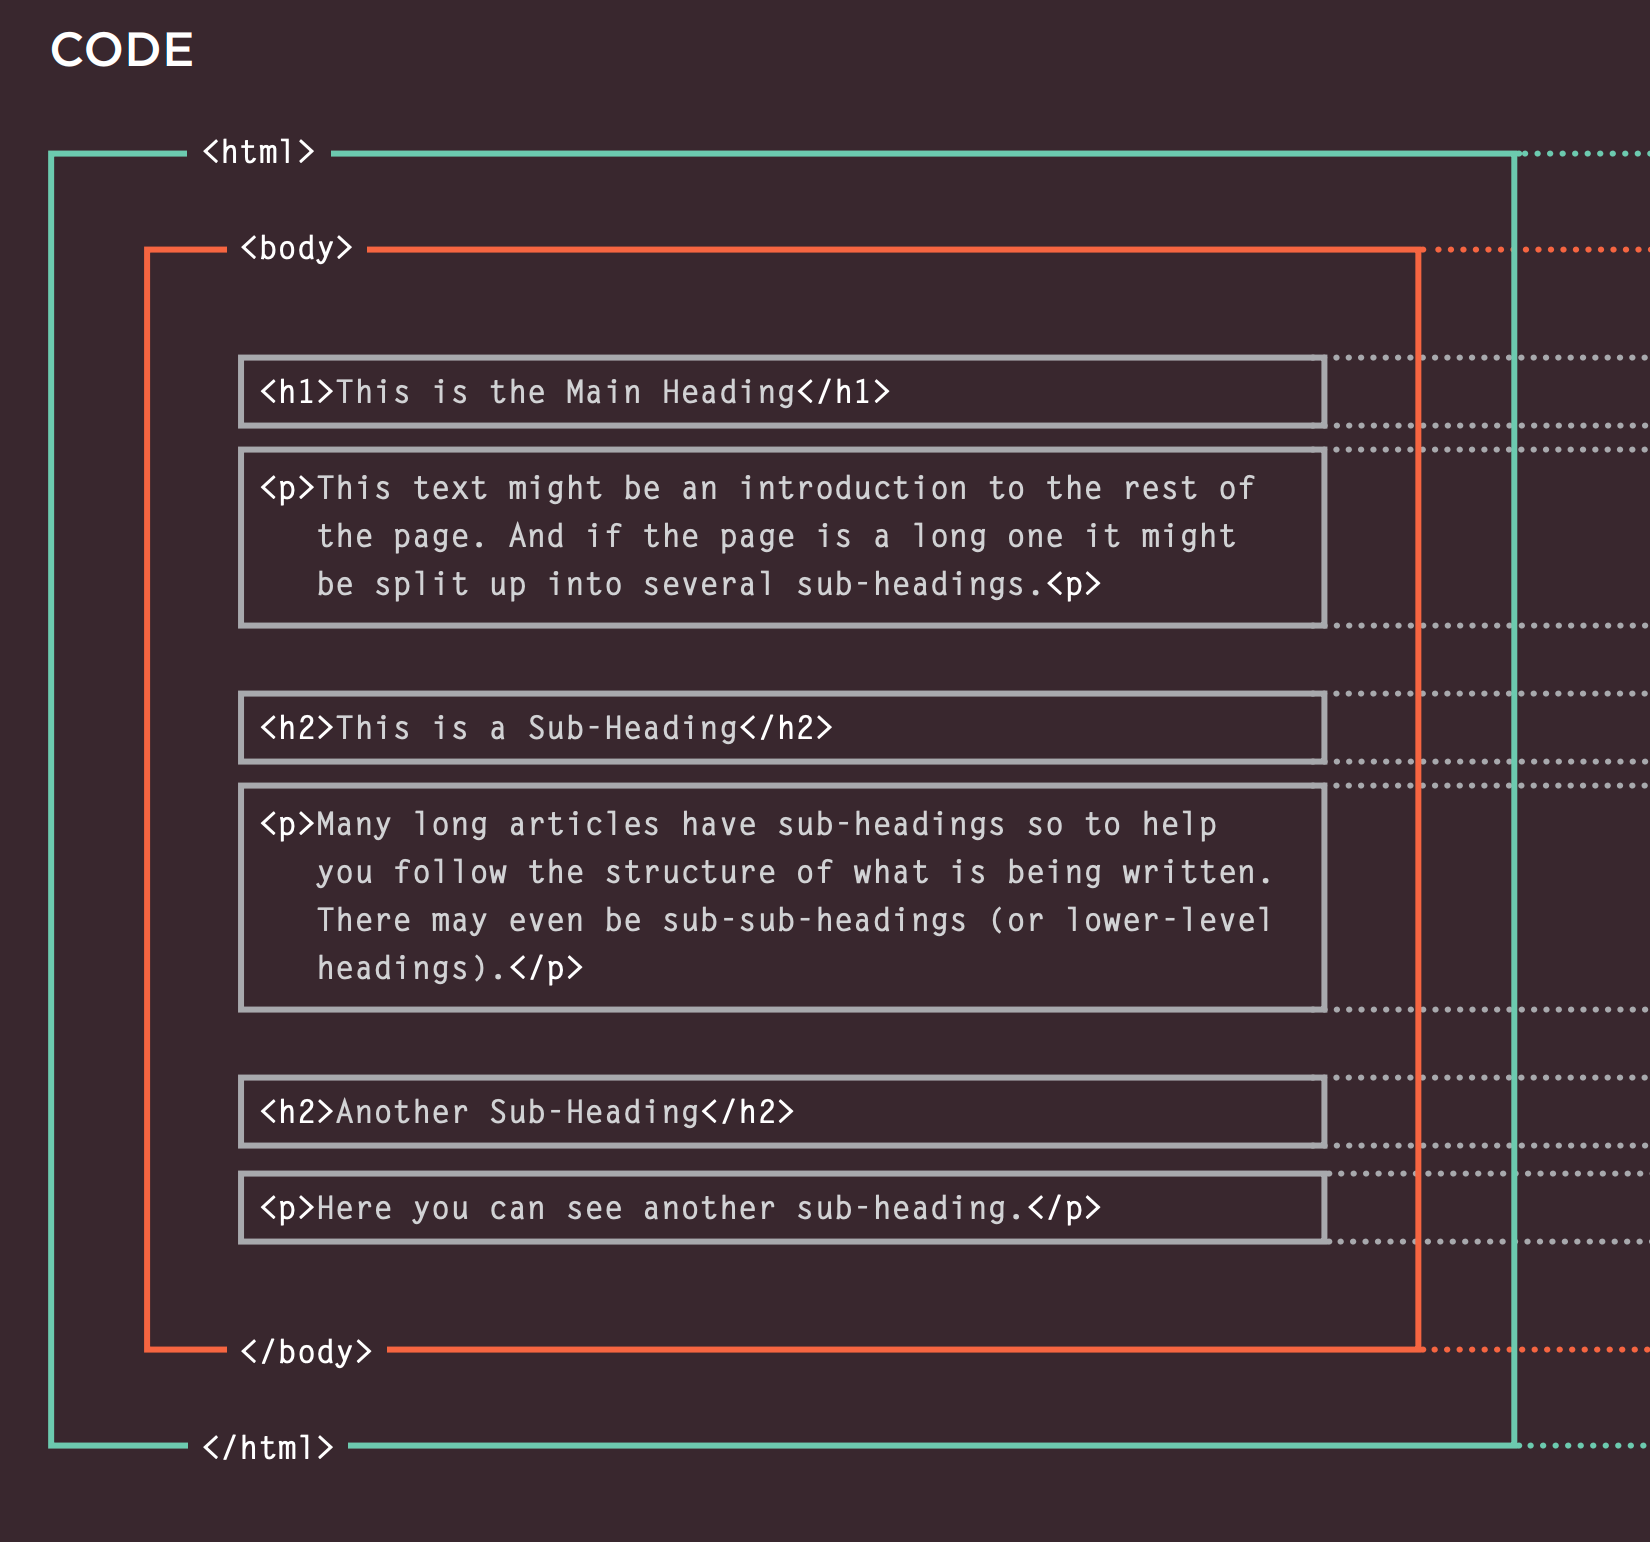 CODE
<html>
<body>
<h1>This is the Main Heading</h1>
<p>This text might be an introduction to the rest of
the page. And if the page is a long one it might
be split up into several sub-headings.<p>
<h2>This is a Sub-Heading</h2>
<p>Many long articles have sub-headings so to help
you follow the structure of what is being written.
There may even be sub-sub-headings (or lower-level
headings).</p>
<h2>Another Sub-Heading</h2>
<p>Here you can see another sub-heading.</p>
</body>
</html>